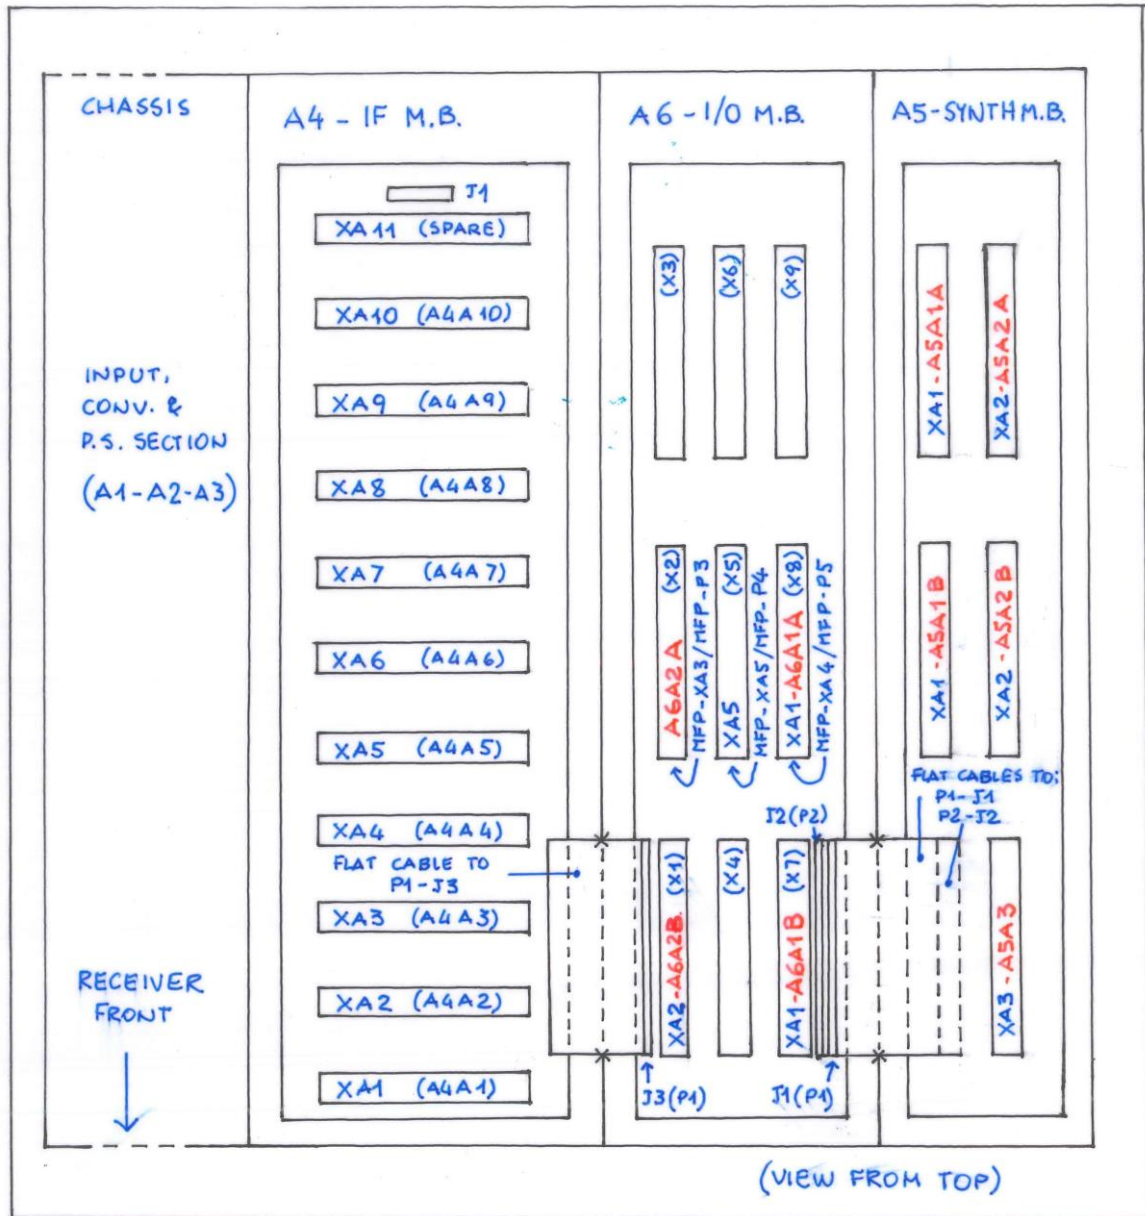 CHASSIS
A4 - IF M.B.
A6 - I/O M.B.
A5-SYNTH M.B.
INPUT,
CONV. &
P.S. SECTION
(A1-A2-A3)
RECEIVER
FRONT
J1
XA11 (SPARE)
XA10 (A4A10)
XA9 (A4A9)
XA8 (A4A8)
XA7 (A4A7)
XA6 (A4A6)
XA5 (A4A5)
XA4 (A4A4)
FLAT CABLE TO
P1-J3
XA3 (A4A3)
XA2 (A4A2)
XA1 (A4A1)
(X3)
(X6)
(X9)
A6A2A (X2)
MFP-XA3/MFP-P3
XA5 (X5)
MFP-XA5/MFP-P4
XA1-A6A1A (X8)
MFP-XA4/MFP-P5
J2(P2)
XA2-A6A2B. (X1)
(X4)
XA1-A6A1B (X7)
J3(P1)
J1(P1)
XA1-A5A1A
XA2-A5A2A
XA1-A5A1B
XA2-A5A2B
FLAT CABLES TO:
P1-J1
P2-J2
XA3-A5A3
(VIEW FROM TOP)